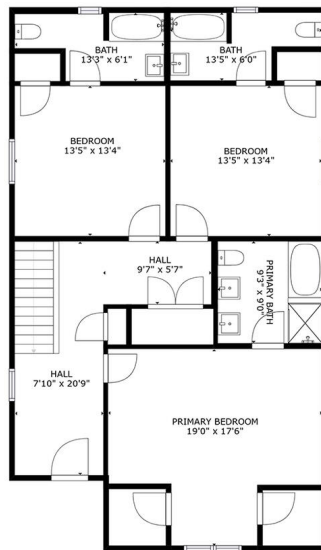 BATH
13'3" x 6'1"
BATH
13'5" x 6'0"
BEDROOM
13'5" x 13'4"
BEDROOM
13'5" x 13'4"
HALL
9'7" x 5'7"
PRIMARY BATH
9'3" x 9'0"
HALL
7'10" x 20'9"
PRIMARY BEDROOM
19'0" x 17'6"